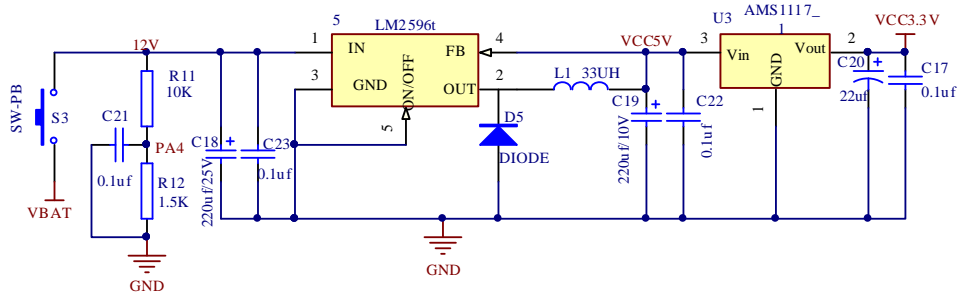 5 LM2596t
U3 AMS1117_
12V
1 IN FB 4
VCC5V
3 Vin 1 Vout 2
VCC3.3V
3 GND ON/OFF OUT 2
L1 33UH
GND
C20 + C17
22uf 0.1uf
R11
10K
SW-PB
S3
C21
0.1uf
PA4
5
C18 + C23
220uf/25V
0.1uf
D5
DIODE
C19 + C22
220uf/10V
0.1uf
1
R12
1.5K
VBAT
GND
GND